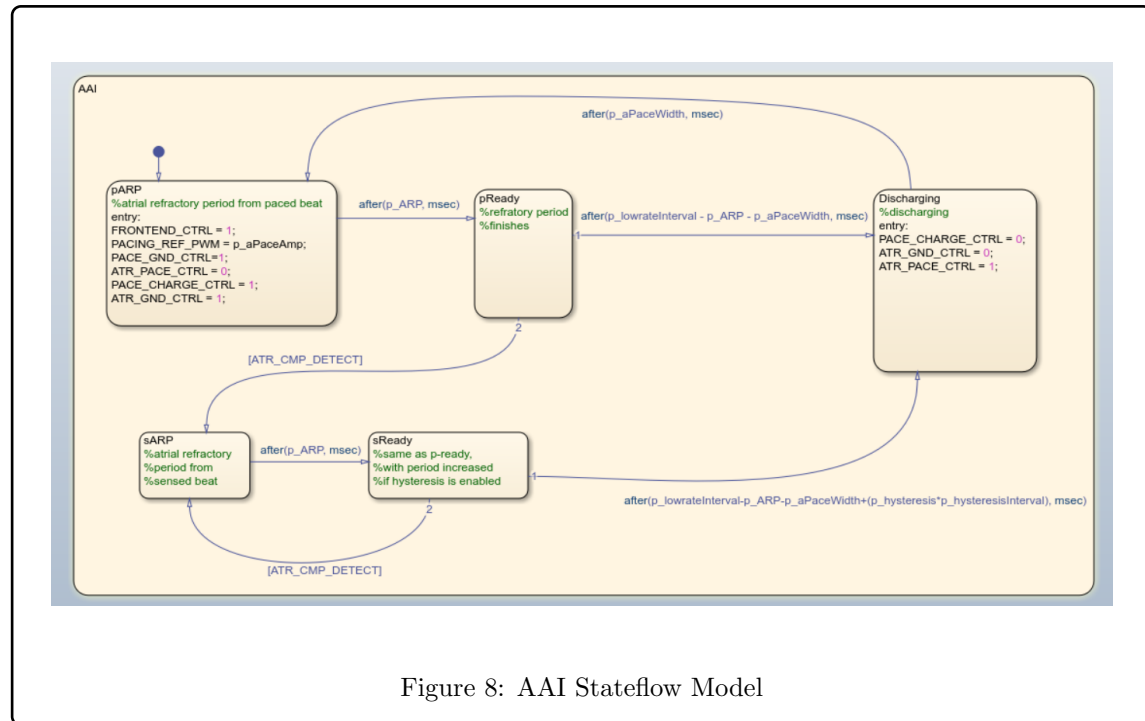 AAI
after(p_aPaceWidth, msec)
pARP
%atrial refractory period from paced beat
entry:
FRONTEND_CTRL = 1;
PACING_REF_PWM = p_aPaceAmp;
PACE_GND_CTRL=1;
ATR_PACE_CTRL = 0;
PACE_CHARGE_CTRL = 1;
ATR_GND_CTRL = 1;
after(p_ARP, msec)
pReady
%refratory period
%finishes
1
2
after(p_lowrateInterval - p_ARP - p_aPaceWidth, msec)
Discharging
%discharging
entry:
PACE_CHARGE_CTRL = 0;
ATR_GND_CTRL = 0;
ATR_PACE_CTRL = 1;
[ATR_CMP_DETECT]
sARP
%atrial refractory
%period from
%sensed beat
after(p_ARP, msec)
sReady
%same as p-ready,
%with period increased
%if hysteresis is enabled
1
2
after(p_lowrateInterval-p_ARP-p_aPaceWidth+(p_hysteresis*p_hysteresisInterval), msec)
[ATR_CMP_DETECT]
Figure 8: AAI Stateflow Model